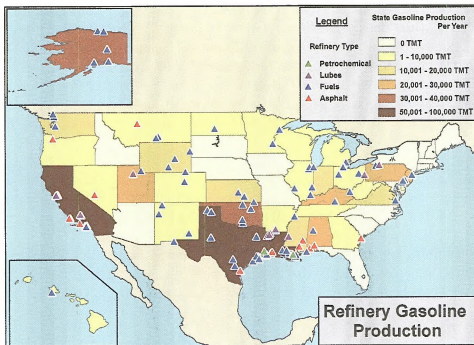 Legend
Refinery Type
Petrochemical
Lubes
Fuels
Asphalt
State Gasoline Production
Per Year
0 TMT
1 - 10,000 TMT
10,001 - 20,000 TMT
20,001 - 30,000 TMT
30,001 - 40,000 TMT
50,001 - 100,000 TMT
Refinery Gasoline
Production